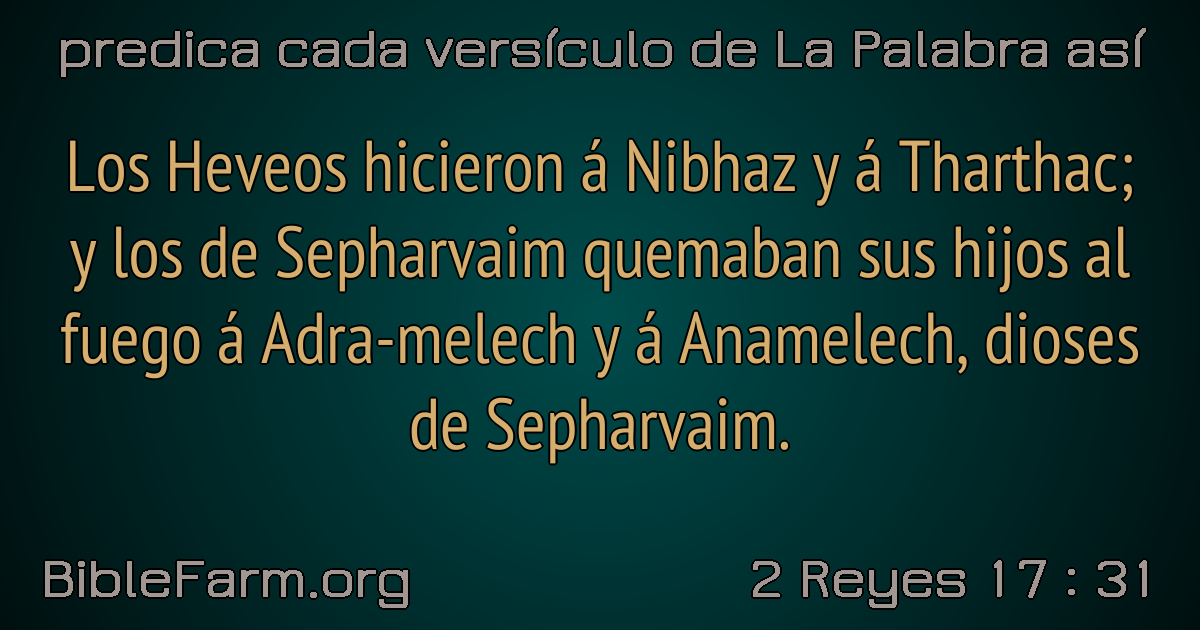 predica cada versículo de La Palabra así
Los Heveos hicieron á Nibhaz y á Tharthac;
y los de Sepharvaim quemaban sus hijos al
fuego á Adra-melech y á Anamelech, dioses
de Sepharvaim.
BibleFarm.org
2 Reyes 17 : 31